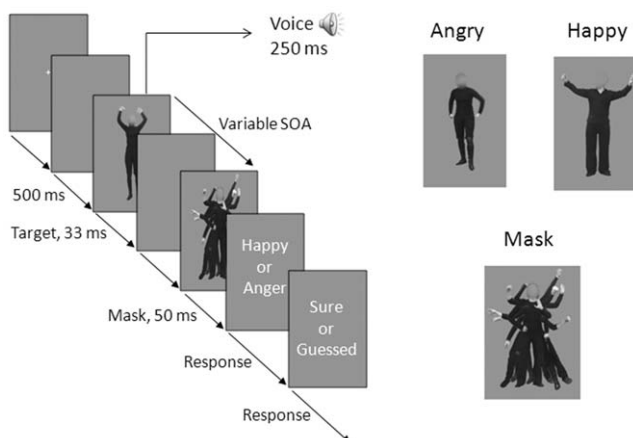 Voice
250 ms
Variable SOA
500 ms
Target, 33 ms
Mask, 50 ms
Response
Response
Happy
or
Anger
Sure
or
Guessed
Angry
Happy
Mask